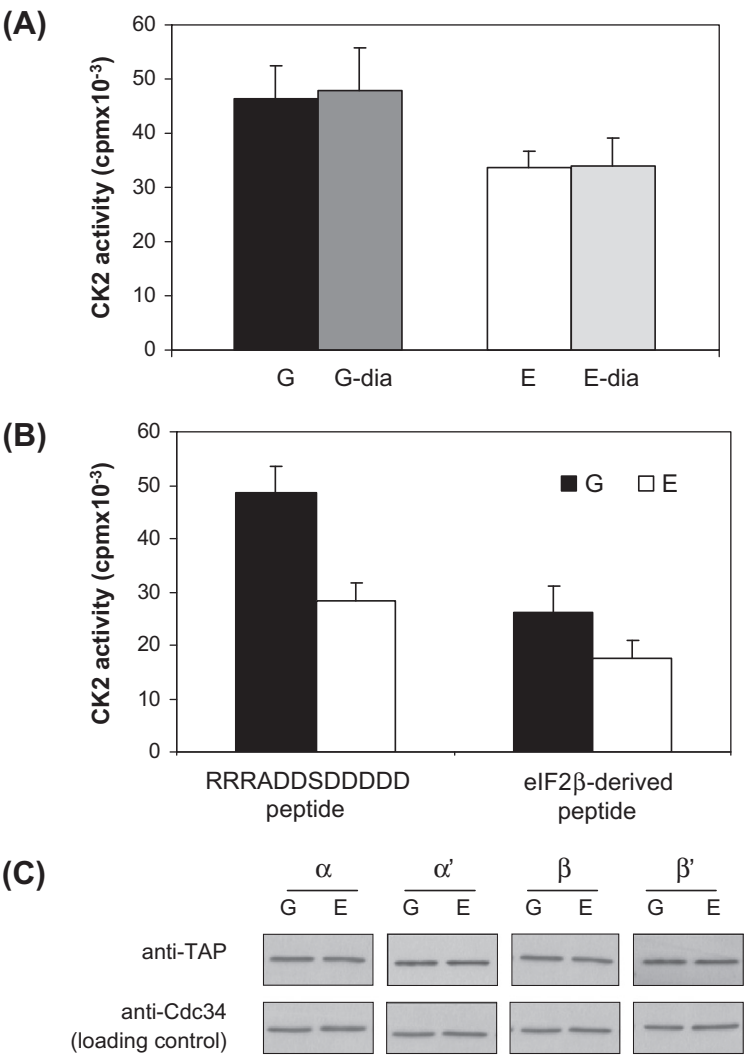 (A)
CK2 activity (cpmx10⁻³)
60
50
40
30
20
10
0
G G-dia E E-dia
(B)
CK2 activity (cpmx10⁻³)
60
50
40
30
20
10
0
G E
RRRADDSDDDDD
peptide
eIF2β-derived
peptide
(C)
α α’ β β’
G E G E G E G E
anti-TAP
anti-Cdc34
(loading control)